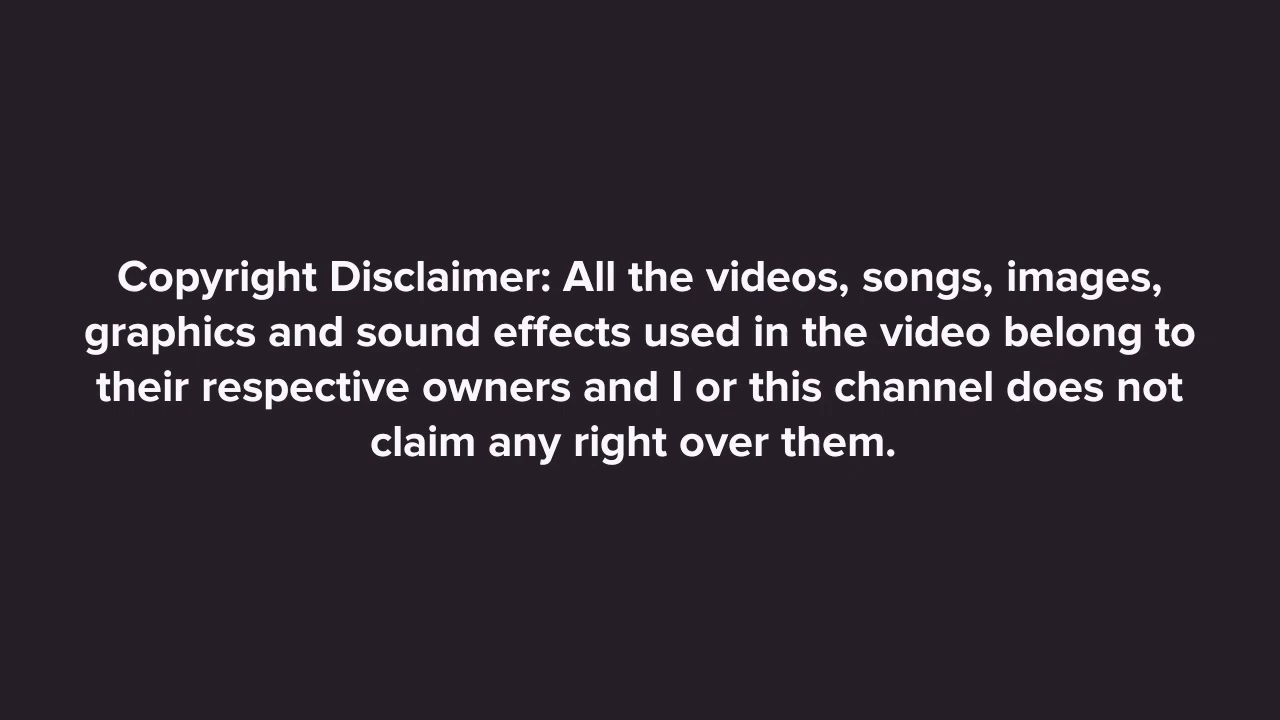 Copyright Disclaimer: All the videos, songs, images,
graphics and sound effects used in the video belong to
their respective owners and I or this channel does not
claim any right over them.